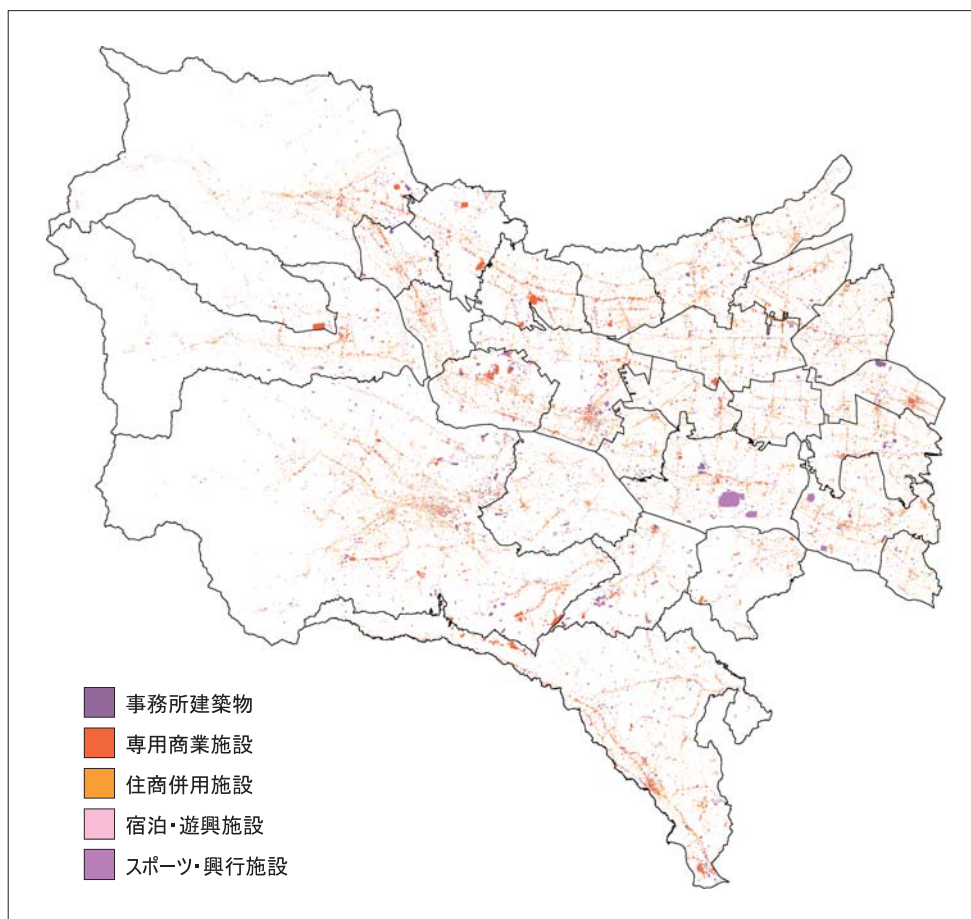 事務所建築物
専用商業施設
住商併用施設
宿泊・遊興施設
スポーツ・興行施設